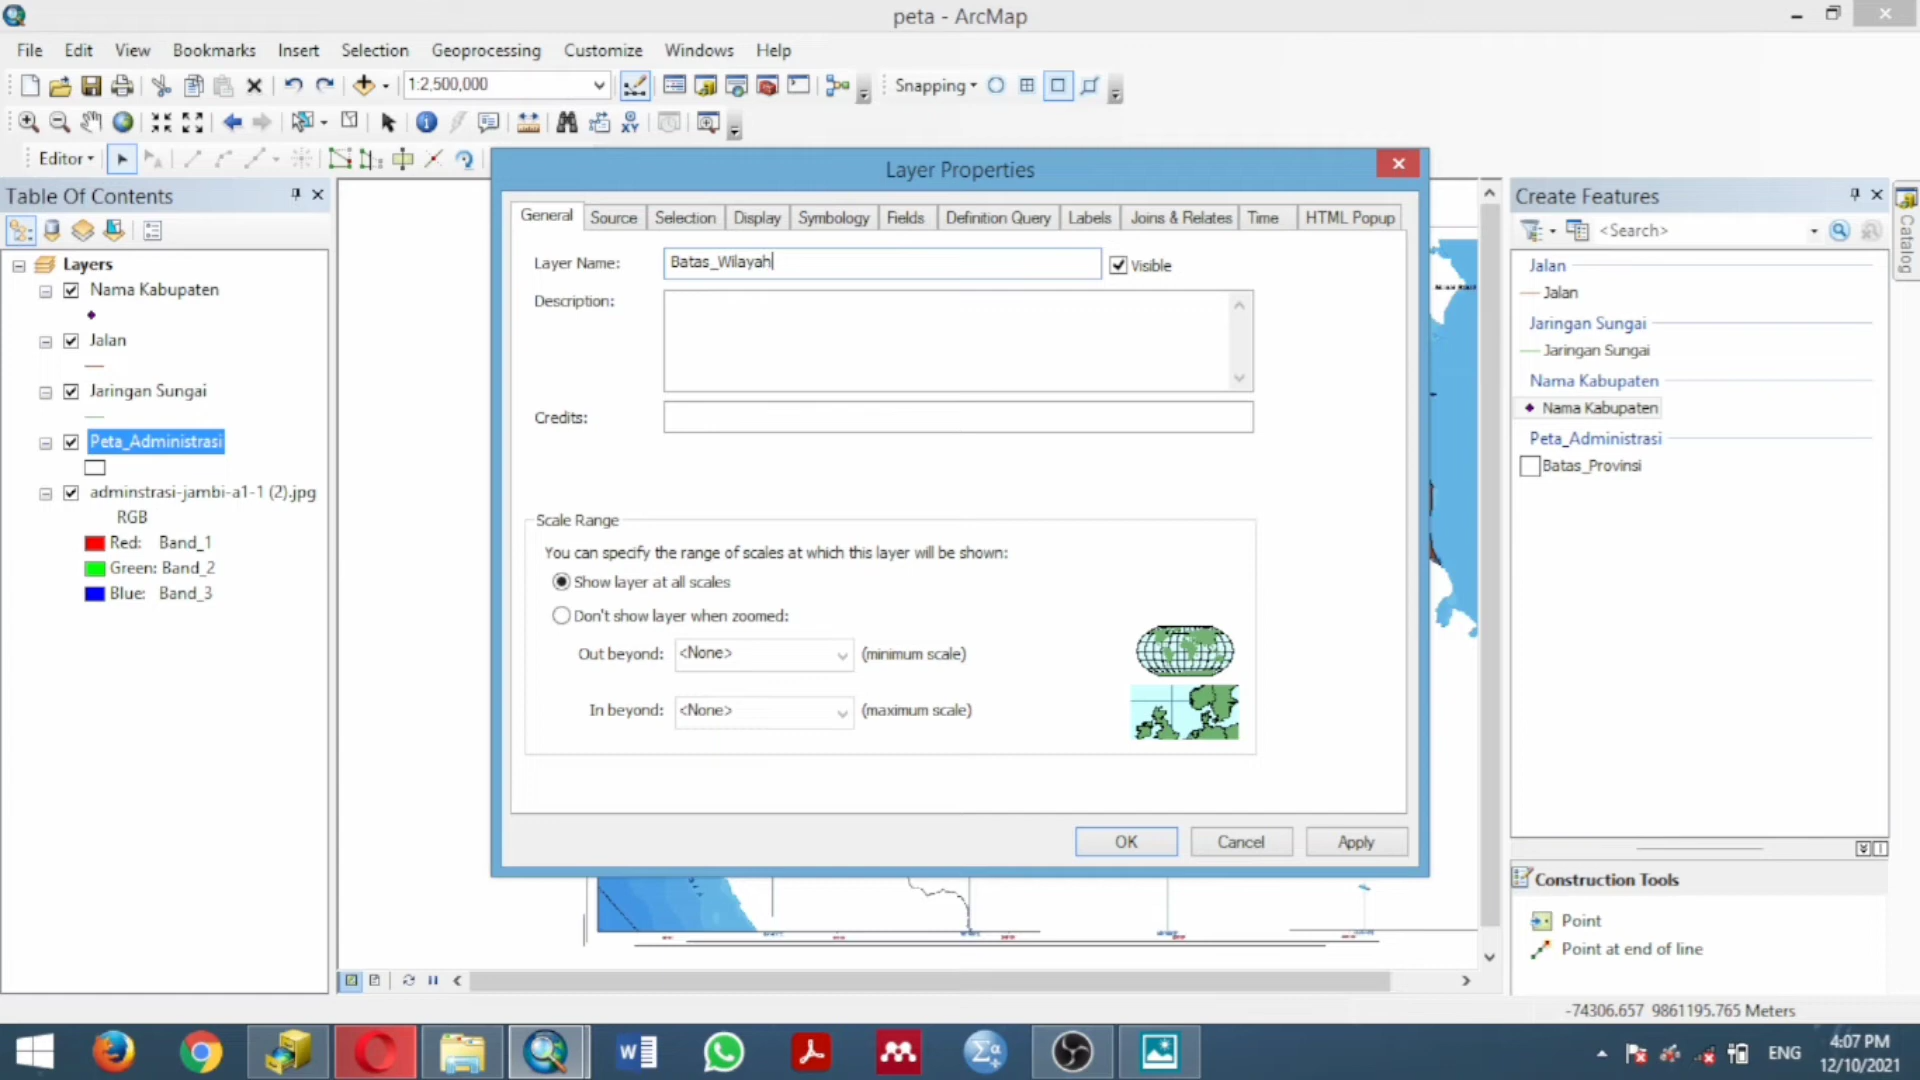 peta - ArcMap
File Edit View Bookmarks Insert Selection Geoprocessing Customize Windows Help
1:2,500,000
Snapping
Editor
Table Of Contents
Layers
Nama Kabupaten
Jalan
Jaringan Sungai
Peta_Administrasi
adminstrasi-jambi-a1-1 (2).jpg
RGB
Red: Band_1
Green: Band_2
Blue: Band_3
Layer Properties
General Source Selection Display Symbology Fields Definition Query Labels Joins & Relates Time HTML Popup
Layer Name: Batas_Wilayah Visible
Description:
Credits:
Scale Range
You can specify the range of scales at which this layer will be shown:
Show layer at all scales
Don't show layer when zoomed:
Out beyond: <None> (minimum scale)
In beyond: <None> (maximum scale)
OK Cancel Apply
Create Features
<Search>
Jalan
Jalan
Jaringan Sungai
Jaringan Sungai
Nama Kabupaten
Nama Kabupaten
Peta_Administrasi
Batas_Provinsi
Catalog
Construction Tools
Point
Point at end of line
-74306.657 9861195.765 Meters
ENG
4:07 PM
12/10/2021